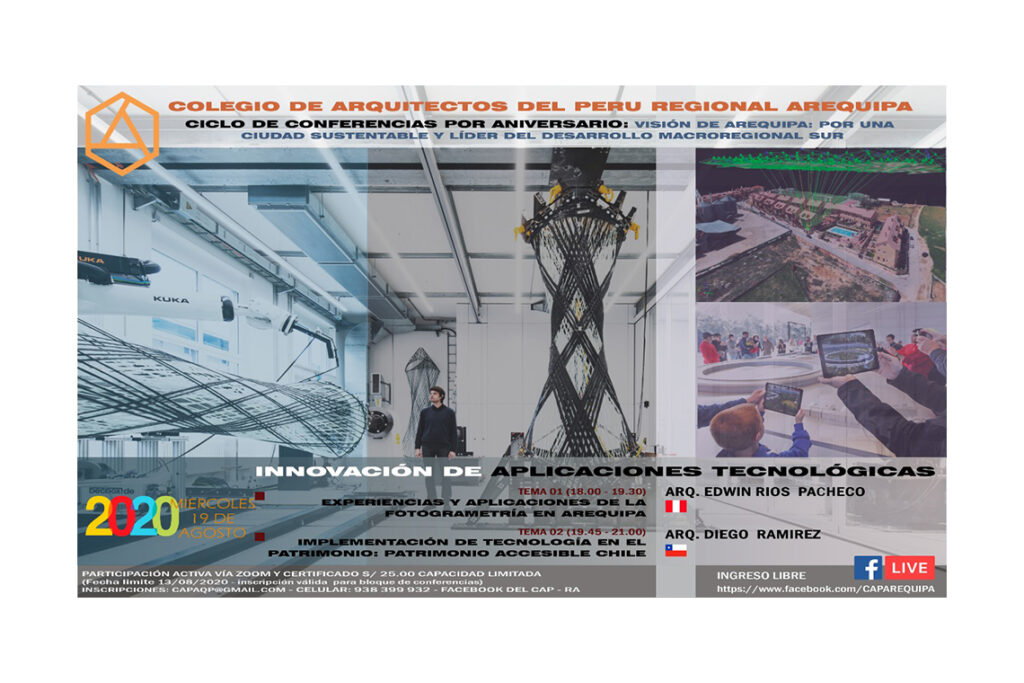 COLEGIO DE ARQUITECTOS DEL PERU REGIONAL AREQUIPA
CICLO DE CONFERENCIAS POR ANIVERSARIO: VISIÓN DE AREQUIPA: POR UNA
CIUDAD SUSTENTABLE Y LÍDER DEL DESARROLLO MACROREGIONAL SUR
KUKA
KUKA
INNOVACIÓN DE APLICACIONES TECNOLÓGICAS
2020
MIÉRCOLES
19 DE
AGOSTO
TEMA 01 (18.00 - 19.30)
EXPERIENCIAS Y APLICACIONES DE LA
FOTOGRAMETRÍA EN AREQUIPA
ARQ. EDWIN RIOS PACHECO
TEMA 02 (19.45 - 21.00)
IMPLEMENTACIÓN DE TECNOLOGÍA EN EL
PATRIMONIO: PATRIMONIO ACCESIBLE CHILE
ARQ. DIEGO RAMIREZ
PARTICIPACIÓN ACTIVA VÍA ZOOM Y CERTIFICADO S/ 25.00 CAPACIDAD LIMITADA
(Fecha límite 13/08/2020 - inscripción válida para bloque de conferencias)
INSCRIPCIONES: CAPAQP@GMAIL.COM - CELULAR: 938 399 932 - FACEBOOK DEL CAP - RA
INGRESO LIBRE
f LIVE
https://www.facebook.com/CAPAREQUIPA